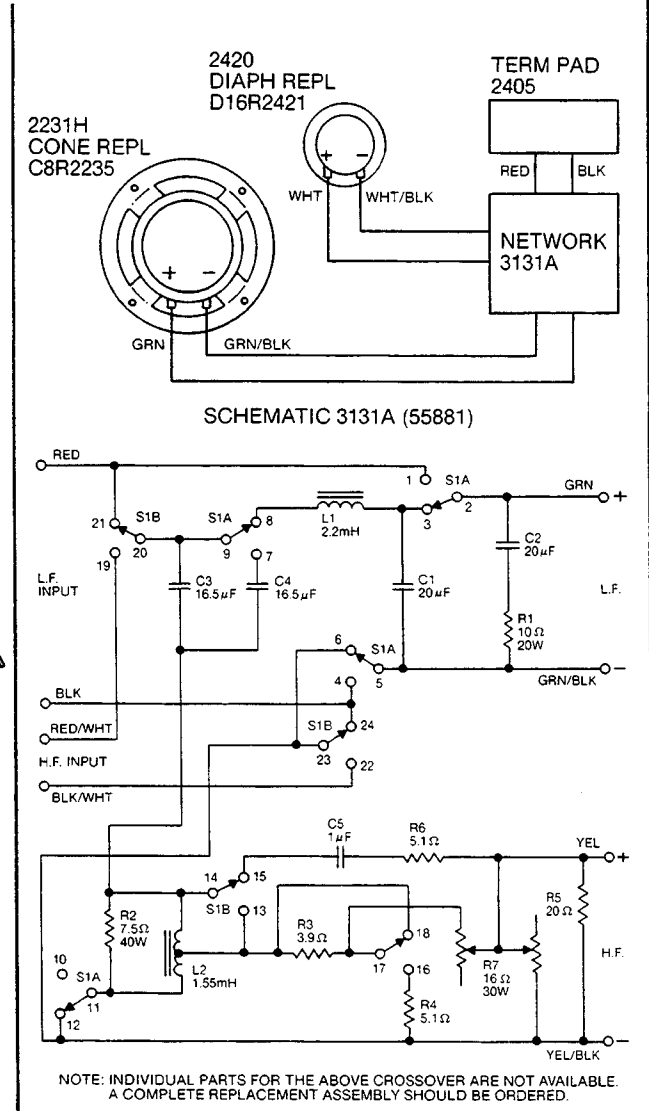 2420
DIAPH REPL
D16R2421
TERM PAD
2405
2231H
CONE REPL
C8R2235
+ −
RED BLK
WHT WHT/BLK
NETWORK
3131A
+ −
GRN GRN/BLK
SCHEMATIC 3131A (55881)
RED
1
S1A
2
3
GRN
+
21
S1B
20
19
S1A
8
9
7
L1
2.2mH
C2
20µF
L.F.
INPUT
C3
16.5µF
C4
16.5µF
C1
20µF
L.F.
R1
10Ω
20W
6
S1A
5
4
−
GRN/BLK
BLK
S1B
24
RED/WHT
23
H.F. INPUT
22
BLK/WHT
C5
1µF
R6
5.1Ω
YEL
+
14
15
S1B
13
R5
20Ω
R2
7.5Ω
40W
R3
3.9Ω
18
17
16
R7
16Ω
30W
H.F.
10
S1A
11
12
L2
1.55mH
R4
5.1Ω
−
YEL/BLK
NOTE: INDIVIDUAL PARTS FOR THE ABOVE CROSSOVER ARE NOT AVAILABLE.
A COMPLETE REPLACEMENT ASSEMBLY SHOULD BE ORDERED.